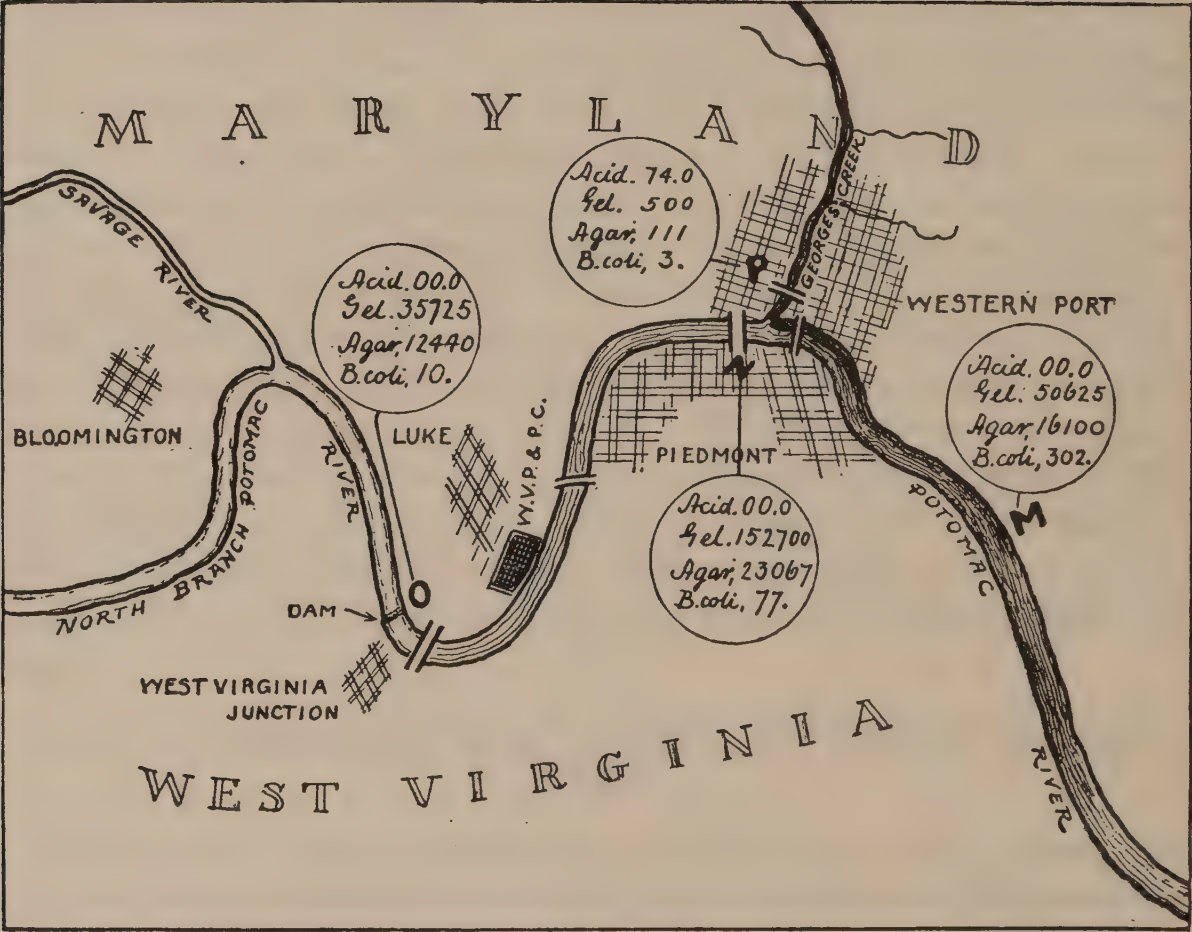 MARYLAND
SAVAGE RIVER
Acid. 74.0
Gel. 500
Agar, 111
B.coli, 3.
P
GEORGES CREEK
WESTERN PORT
Acid. 00.0
Gel. 35725
Agar, 12440
B.coli, 10.
BLOOMINGTON
LUKE
W.V.P. & P.C.
N
PIEDMONT
Acid. 00.0
Gel. 50625
Agar, 16100
B.coli, 302.
M
Acid. 00.0
Gel. 152700
Agar, 23067
B.coli, 77.
NORTH BRANCH POTOMAC RIVER
O
DAM
WEST VIRGINIA
JUNCTION
POTOMAC RIVER
WEST VIRGINIA